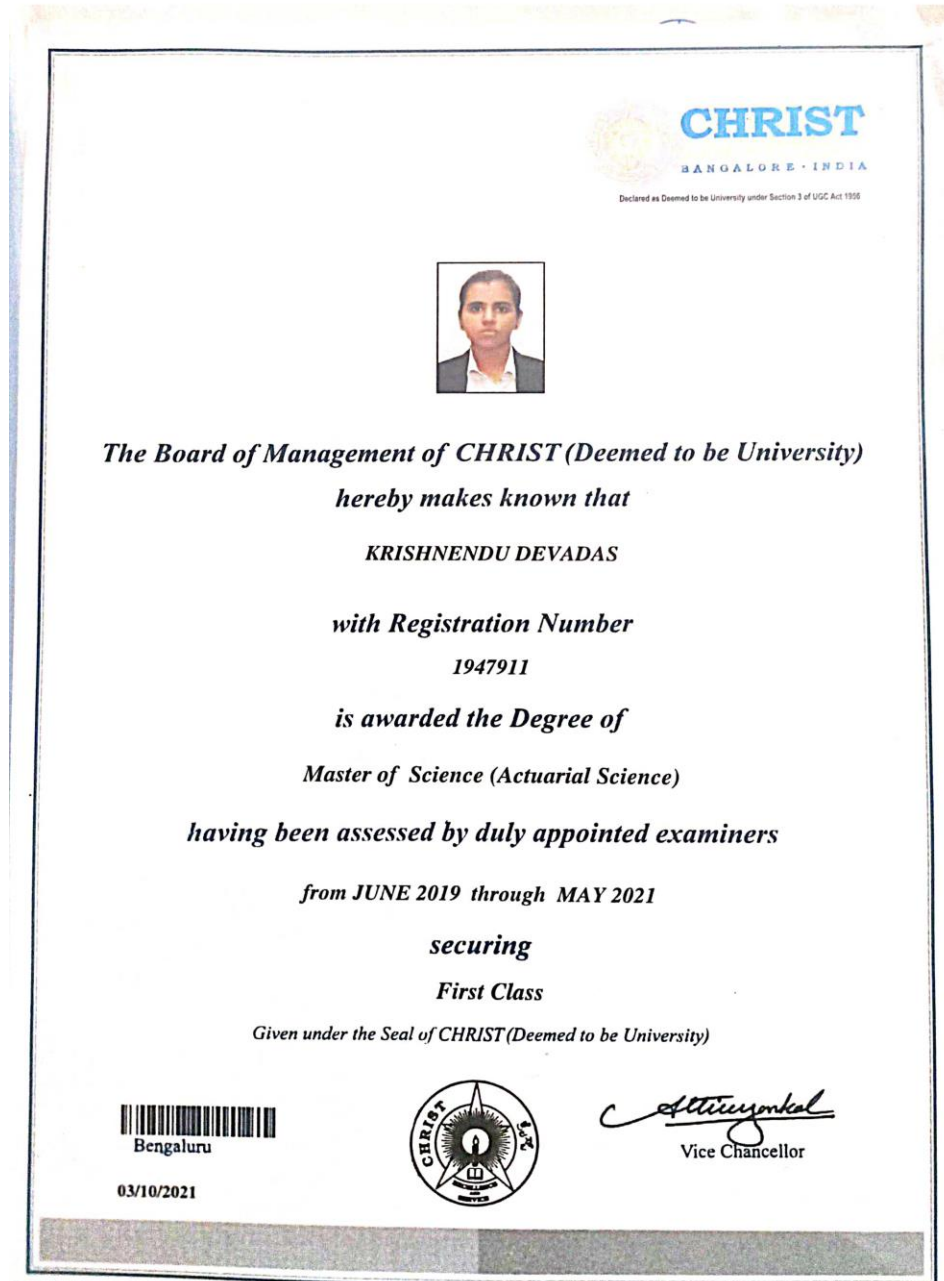 CHRIST
BANGALORE · INDIA
Declared as Deemed to be University under Section 3 of UGC Act 1956
The Board of Management of CHRIST (Deemed to be University)
hereby makes known that
KRISHNENDU DEVADAS
with Registration Number
1947911
is awarded the Degree of
Master of Science (Actuarial Science)
having been assessed by duly appointed examiners
from JUNE 2019 through MAY 2021
securing
First Class
Given under the Seal of CHRIST (Deemed to be University)
Bengaluru
03/10/2021
CHRIST
EXCELLENCE
AND
SERVICE
Vice Chancellor